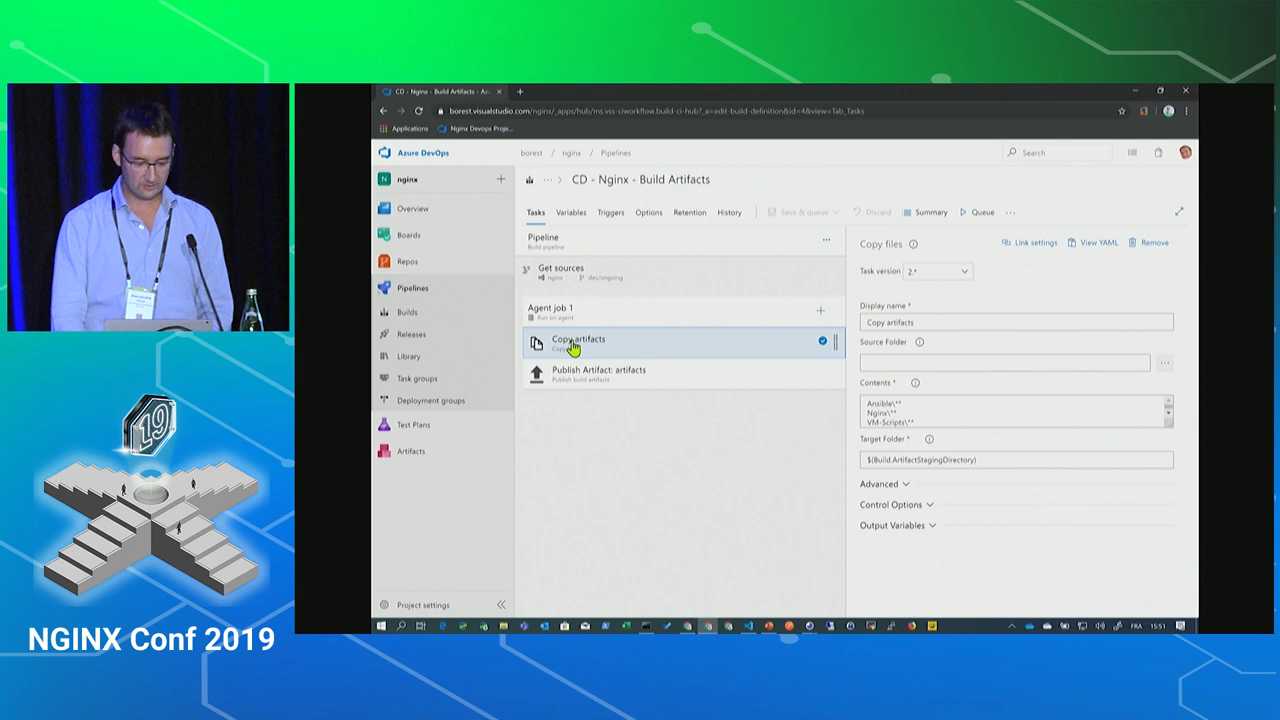 CD - Nginx - Build Artifacts - Az
borest.visualstudio.com/nginx/_apps/hub/ms.vss-ciworkflow.build-ci-hub?_a=edit-build-definition&id=4&view=Tab_Tasks
Applications
Nginx Devops Proje...
Azure DevOps
borest / nginx / Pipelines
Search
N
nginx
CD - Nginx - Build Artifacts
Overview
Boards
Repos
Pipelines
Builds
Releases
Library
Task groups
Deployment groups
Test Plans
Artifacts
Project settings
Tasks Variables Triggers Options Retention History
Save & queue Discard Summary Queue
Pipeline
Build pipeline
Get sources
nginx dev/ongoing
Agent job 1
Run on agent
Copy artifacts
Publish Artifact: artifacts
Publish build artifacts
Copy files
Link settings View YAML Remove
Task version 2.*
Display name *
Copy artifacts
Source Folder
Contents *
Ansible\**
Nginx\**
VM-Scripts\**
Target Folder *
$(Build.ArtifactStagingDirectory)
Advanced
Control Options
Output Variables
FRA 15:51
19
NGINX Conf 2019